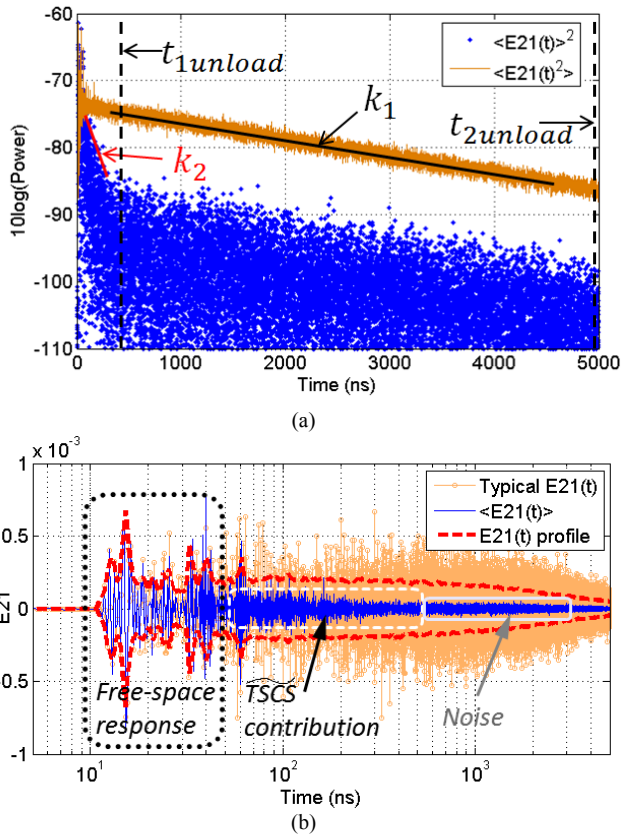 -60
-70
-80
-90
-100
-110
10log(Power)
t1unload
<E21(t)>²
<E21(t)²>
k1
t2unload
k2
0 1000 2000 3000 4000 5000
Time (ns)
(a)
x 10⁻³
1
0.5
0
-0.5
-1
Typical E21(t)
<E21(t)>
E21(t) profile
Free-space
response
TSCS
contribution
Noise
10¹ 10² 10³
Time (ns)
(b)